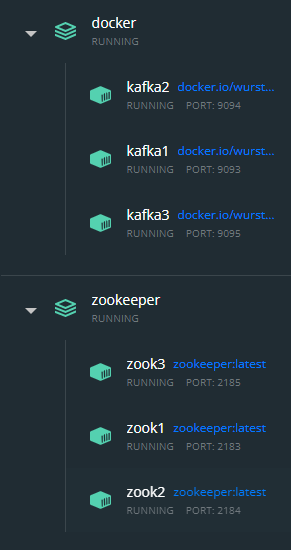 docker
RUNNING
kafka2 docker.io/wurst...
RUNNING PORT: 9094
kafka1 docker.io/wurst...
RUNNING PORT: 9093
kafka3 docker.io/wurst...
RUNNING PORT: 9095
zookeeper
RUNNING
zook3 zookeeper:latest
RUNNING PORT: 2185
zook1 zookeeper:latest
RUNNING PORT: 2183
zook2 zookeeper:latest
RUNNING PORT: 2184